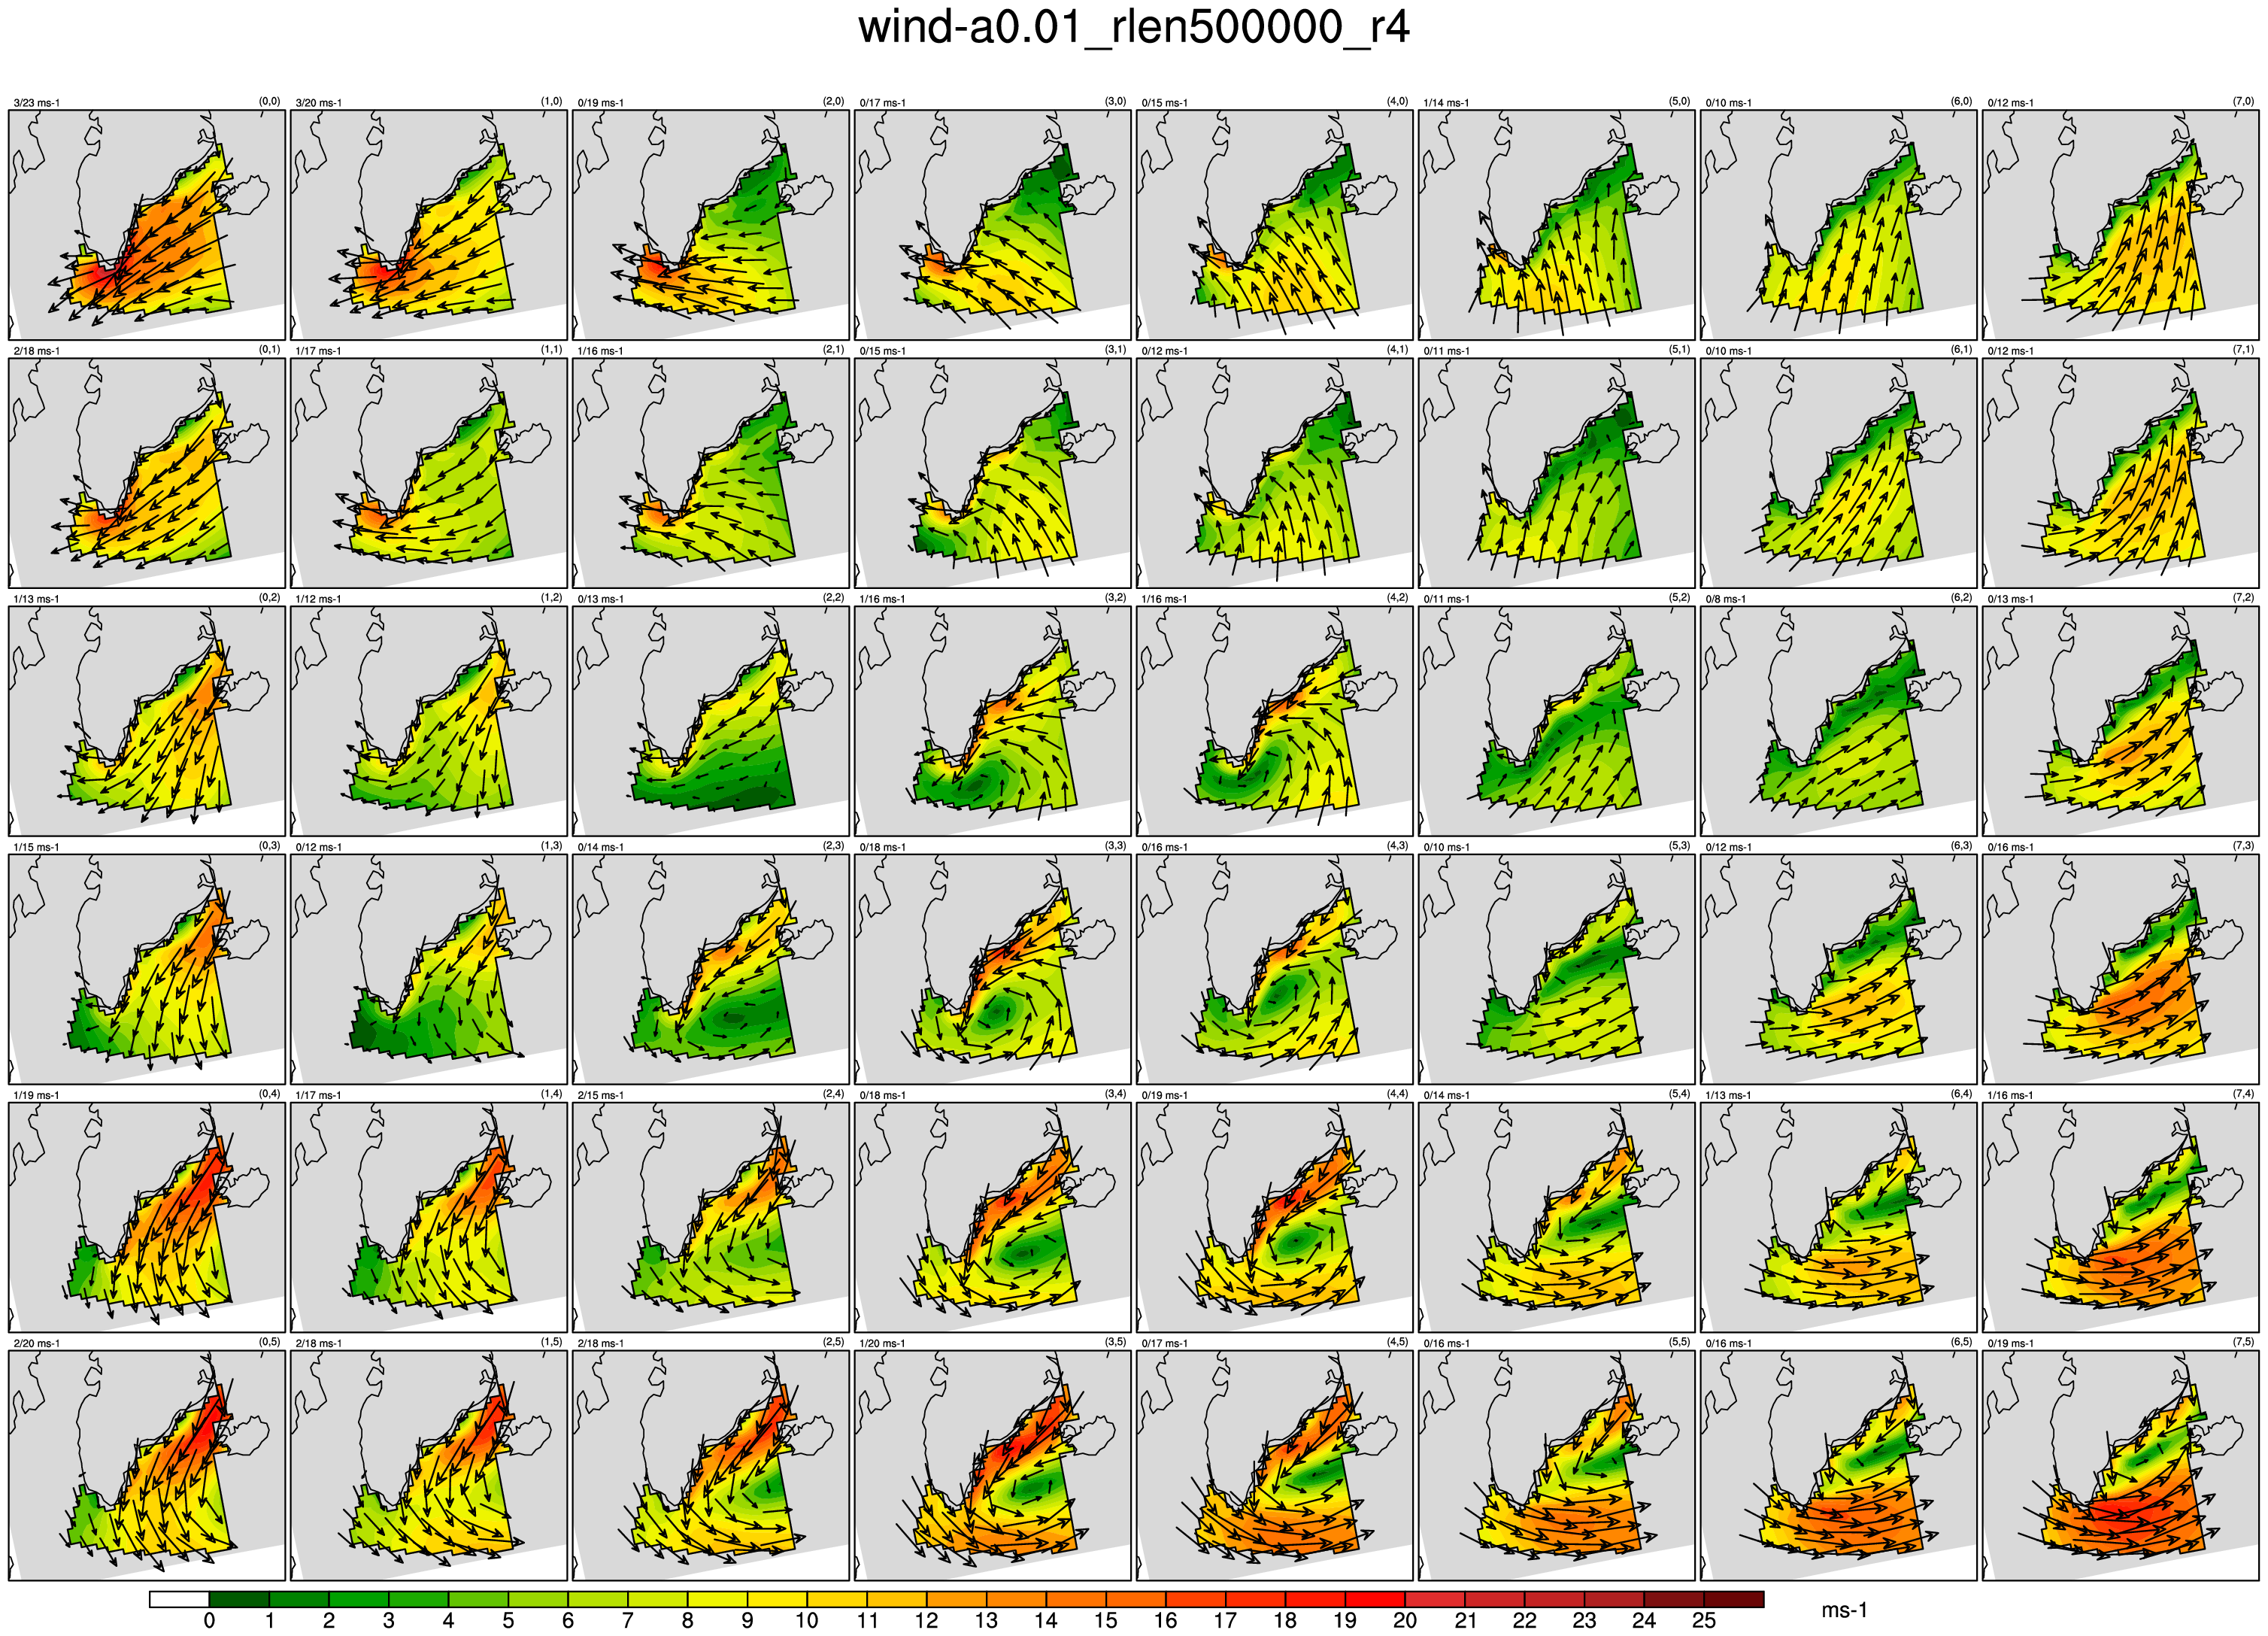 wind-a0.01_rlen500000_r4
3/23 ms-1 (0,0) 3/20 ms-1 (1,0) 0/19 ms-1 (2,0) 0/17 ms-1 (3,0) 0/15 ms-1 (4,0) 1/14 ms-1 (5,0) 0/10 ms-1 (6,0) 0/12 ms-1 (7,0)
2/18 ms-1 (0,1) 1/17 ms-1 (1,1) 1/16 ms-1 (2,1) 0/15 ms-1 (3,1) 0/12 ms-1 (4,1) 0/11 ms-1 (5,1) 0/10 ms-1 (6,1) 0/12 ms-1 (7,1)
1/13 ms-1 (0,2) 1/12 ms-1 (1,2) 0/13 ms-1 (2,2) 1/16 ms-1 (3,2) 1/16 ms-1 (4,2) 0/11 ms-1 (5,2) 0/8 ms-1 (6,2) 0/13 ms-1 (7,2)
1/15 ms-1 (0,3) 0/12 ms-1 (1,3) 0/14 ms-1 (2,3) 0/18 ms-1 (3,3) 0/16 ms-1 (4,3) 0/10 ms-1 (5,3) 0/12 ms-1 (6,3) 0/16 ms-1 (7,3)
1/19 ms-1 (0,4) 1/17 ms-1 (1,4) 2/15 ms-1 (2,4) 0/18 ms-1 (3,4) 0/19 ms-1 (4,4) 0/14 ms-1 (5,4) 1/13 ms-1 (6,4) 1/16 ms-1 (7,4)
2/20 ms-1 (0,5) 2/18 ms-1 (1,5) 2/18 ms-1 (2,5) 1/20 ms-1 (3,5) 0/17 ms-1 (4,5) 0/16 ms-1 (5,5) 0/16 ms-1 (6,5) 0/19 ms-1 (7,5)
0 1 2 3 4 5 6 7 8 9 10 11 12 13 14 15 16 17 18 19 20 21 22 23 24 25 ms-1